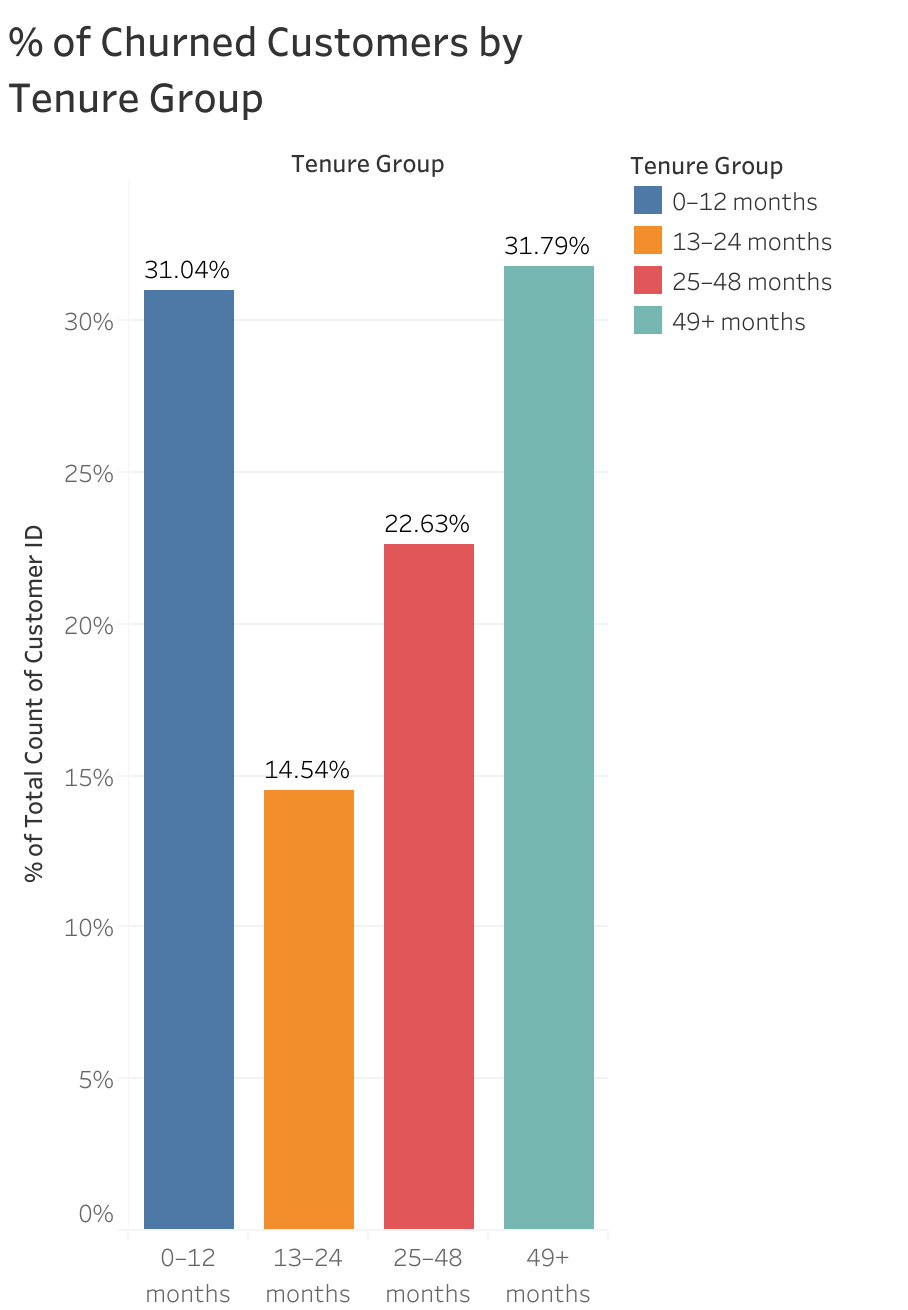 % of Churned Customers by
Tenure Group
Tenure Group
Tenure Group
0–12 months
13–24 months
25–48 months
49+ months
31.04%
14.54%
22.63%
31.79%
30%
25%
20%
15%
10%
5%
0%
% of Total Count of Customer ID
0–12
months
13–24
months
25–48
months
49+
months